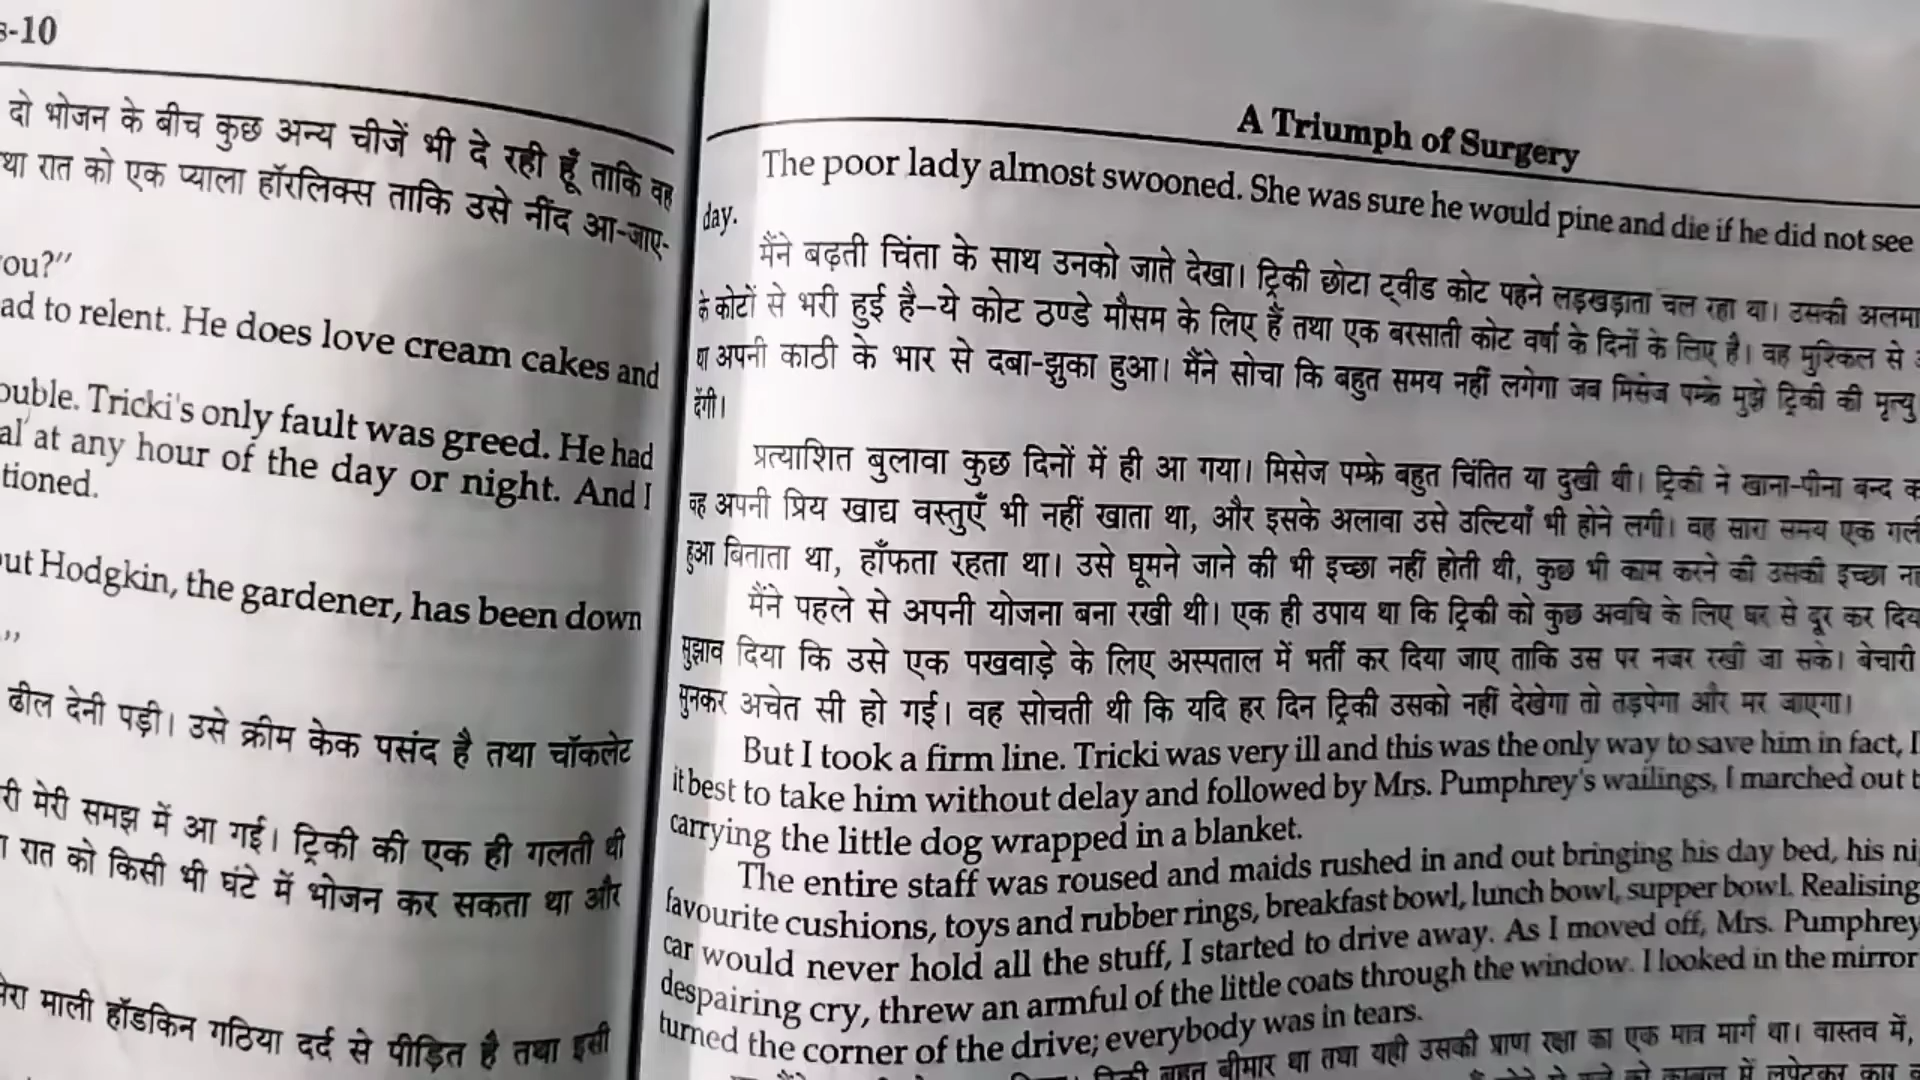 -10
दो भोजन के बीच कुछ अन्य चीजें भी दे रही हूँ ताकि वह
था रात को एक प्याला हॉरलिक्स ताकि उसे नींद आ-जाए-
ou?”
ad to relent. He does love cream cakes and
ouble. Tricki's only fault was greed. He had
al at any hour of the day or night. And I
tioned.
ut Hodgkin, the gardener, has been down
”
ढील देनी पड़ी। उसे क्रीम केक पसंद है तथा चॉकलेट
री मेरी समझ में आ गई। ट्रिकी की एक ही गलती थी
रात को किसी भी घंटे में भोजन कर सकता था और
मेरा माली हॉडकिन गठिया दर्द से पीड़ित है तथा इसी
A Triumph of Surgery
The poor lady almost swooned. She was sure he would pine and die if he did not see
day.
मैंने बढ़ती चिंता के साथ उनको जाते देखा। ट्रिकी छोटा ट्वीड कोट पहने लड़खड़ाता चल रहा था। उसकी अलमा
के कोटों से भरी हुई है–ये कोट ठण्डे मौसम के लिए हैं तथा एक बरसाती कोट वर्षा के दिनों के लिए है। वह मुश्किल से
था अपनी काठी के भार से दबा-झुका हुआ। मैंने सोचा कि बहुत समय नहीं लगेगा जब मिसेज पम्फ्रे मुझे ट्रिकी की मृत्यु
देंगी।
प्रत्याशित बुलावा कुछ दिनों में ही आ गया। मिसेज पम्फ्रे बहुत चिंतित या दुखी थी। ट्रिकी ने खाना-पीना बन्द क
वह अपनी प्रिय खाद्य वस्तुएँ भी नहीं खाता था, और इसके अलावा उसे उल्टियाँ भी होने लगी। वह सारा समय एक गली
हुआ बिताता था, हाँफता रहता था। उसे घूमने जाने की भी इच्छा नहीं होती थी, कुछ भी काम करने की उसकी इच्छा न
मैंने पहले से अपनी योजना बना रखी थी। एक ही उपाय था कि ट्रिकी को कुछ अवधि के लिए घर से दूर कर दिय
सुझाव दिया कि उसे एक पखवाड़े के लिए अस्पताल में भर्ती कर दिया जाए ताकि उस पर नजर रखी जा सके। बेचारी
सुनकर अचेत सी हो गई। वह सोचती थी कि यदि हर दिन ट्रिकी उसको नहीं देखेगा तो तड़पेगा और मर जाएगा।
But I took a firm line. Tricki was very ill and this was the only way to save him in fact, I
it best to take him without delay and followed by Mrs. Pumphrey's wailings, I marched out t
carrying the little dog wrapped in a blanket.
The entire staff was roused and maids rushed in and out bringing his day bed, his ni
favourite cushions, toys and rubber rings, breakfast bowl, lunch bowl, supper bowl. Realising
car would never hold all the stuff, I started to drive away. As I moved off, Mrs. Pumphrey
despairing cry, threw an armful of the little coats through the window. I looked in the mirror
turned the corner of the drive; everybody was in tears.
बहुत बीमार था तथा यही उसकी प्राण रक्षा का एक मात्र मार्ग था। वास्तव में,
को कम्बल में लपेटकर कार